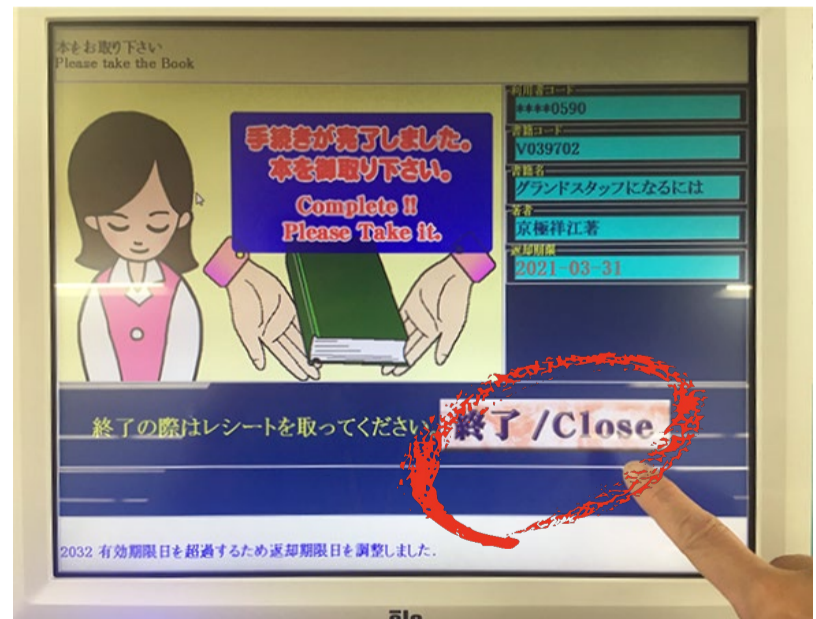 本をお取り下さい
Please take the Book
手続きが完了しました。
本を御取り下さい。
Complete !!
Please Take it.
利用者コード
****0590
書籍コード
V039702
書籍名
グランドスタッフになるには
著者
京極祥江著
返却期限
2021-03-31
終了の際はレシートを取ってください
終了/Close
2032 有効期限日を超過するため返却期限日を調整しました.
elo